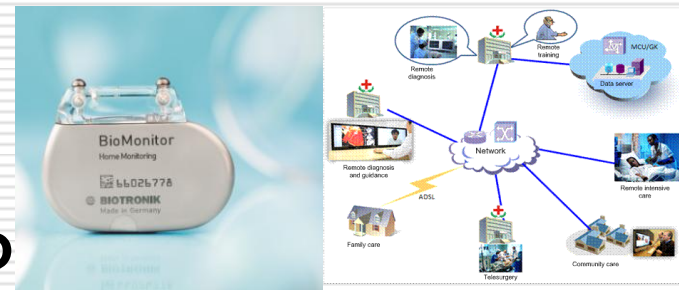 BioMonitor
Home Monitoring
66026778
BIOTRONIK
Made in Germany
Remote
diagnosis
Remote
training
MCU/GK
Data server
Network
Remote diagnosis
and guidance
ADSL
Remote intensive
care
Family care
Telesurgery
Community care